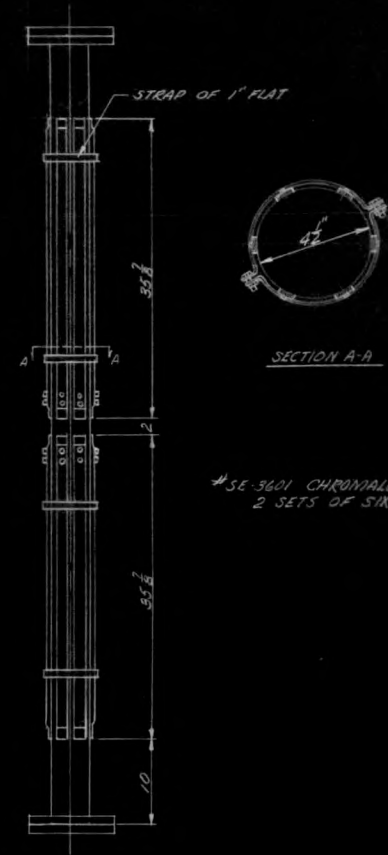 STRAP OF 1" FLAT
35 7/8
4 1/2"
A A
SECTION A-A
2
#SE-3601 CHROMAL
2 SETS OF SIX
35 7/8
10